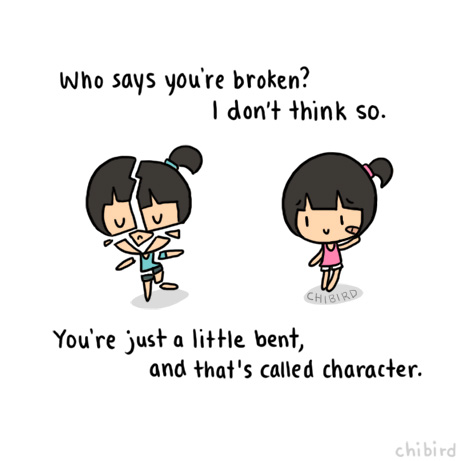 Who says you're broken?
I don't think so.
CHIBIRD
You're just a little bent,
and that's called character.
chibird